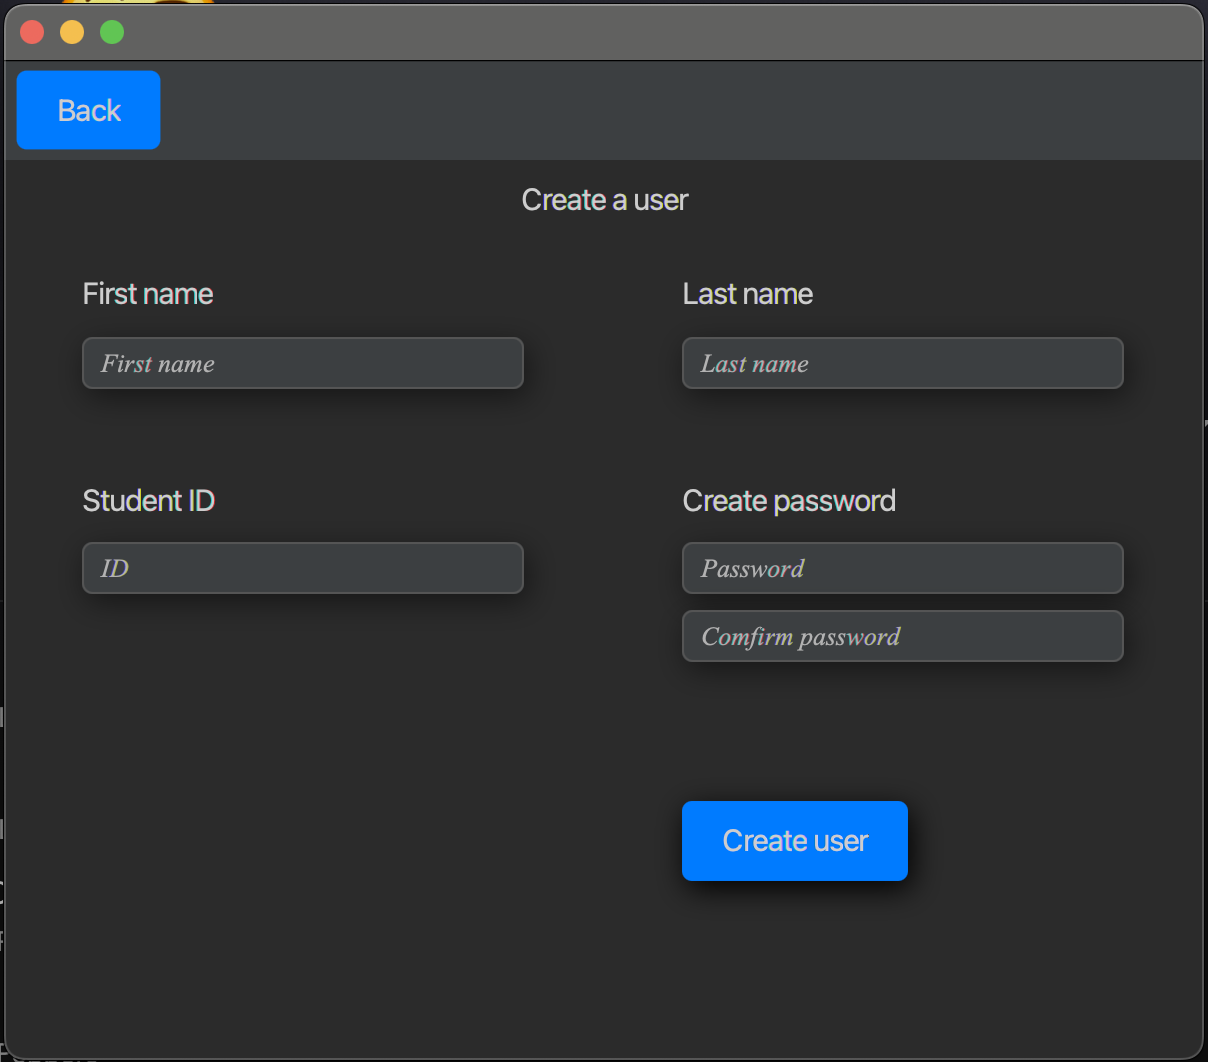 Back
Create a user
First name
Last name
First name
Last name
Student ID
Create password
ID
Password
Comfirm password
Create user